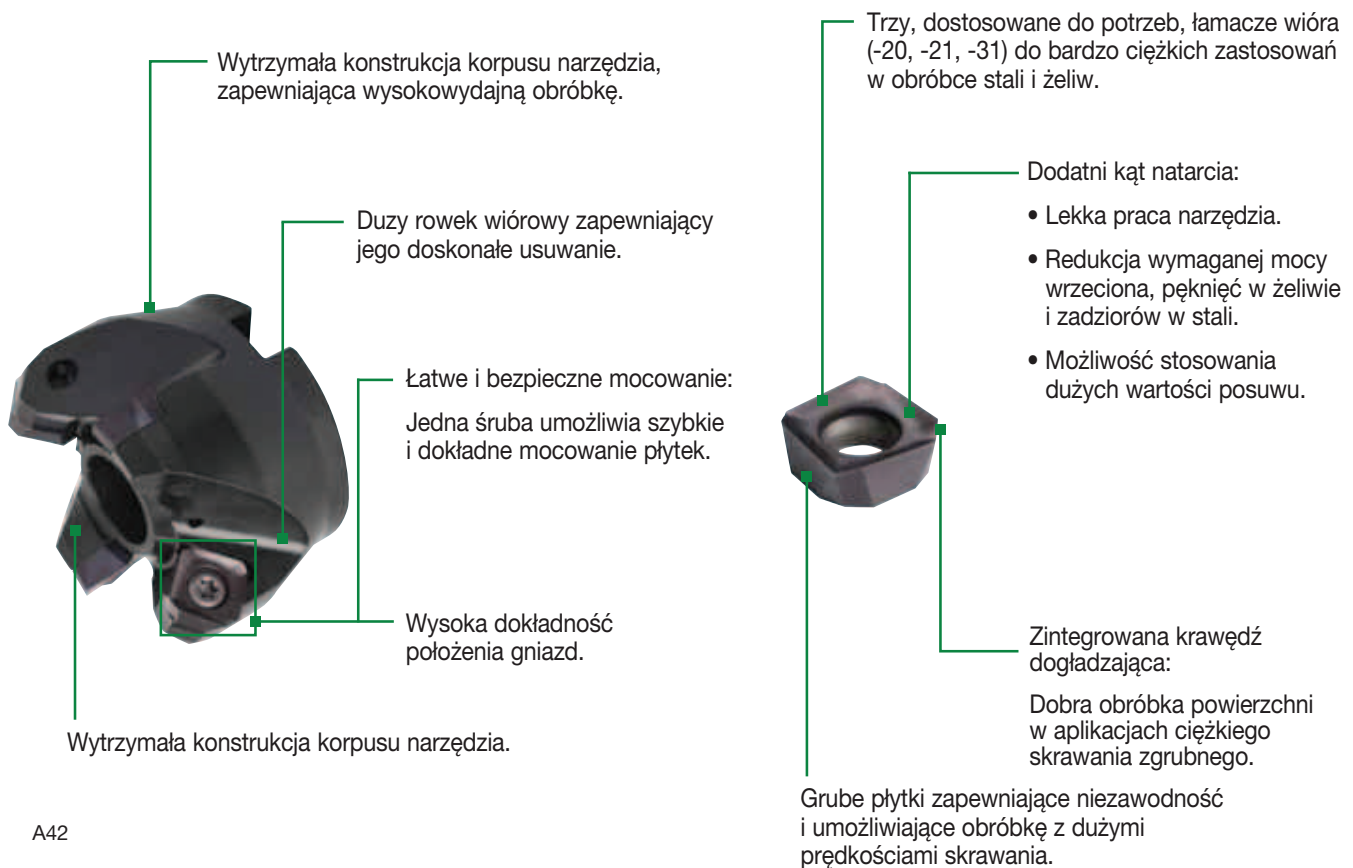 Wytrzymała konstrukcja korpusu narzędzia,
zapewniająca wysokowydajną obróbkę.
Duzy rowek wiórowy zapewniający
jego doskonałe usuwanie.
Łatwe i bezpieczne mocowanie:
Jedna śruba umożliwia szybkie
i dokładne mocowanie płytek.
Wysoka dokładność
położenia gniazd.
Wytrzymała konstrukcja korpusu narzędzia.
Trzy, dostosowane do potrzeb, łamacze wióra
(-20, -21, -31) do bardzo ciężkich zastosowań
w obróbce stali i żeliw.
Dodatni kąt natarcia:
• Lekka praca narzędzia.
• Redukcja wymaganej mocy
wrzeciona, pęknięć w żeliwie
i zadziorów w stali.
• Możliwość stosowania
dużych wartości posuwu.
Zintegrowana krawędź
dogładzająca:
Dobra obróbka powierzchni
w aplikacjach ciężkiego
skrawania zgrubnego.
Grube płytki zapewniające niezawodność
i umożliwiające obróbkę z dużymi
prędkościami skrawania.
A42